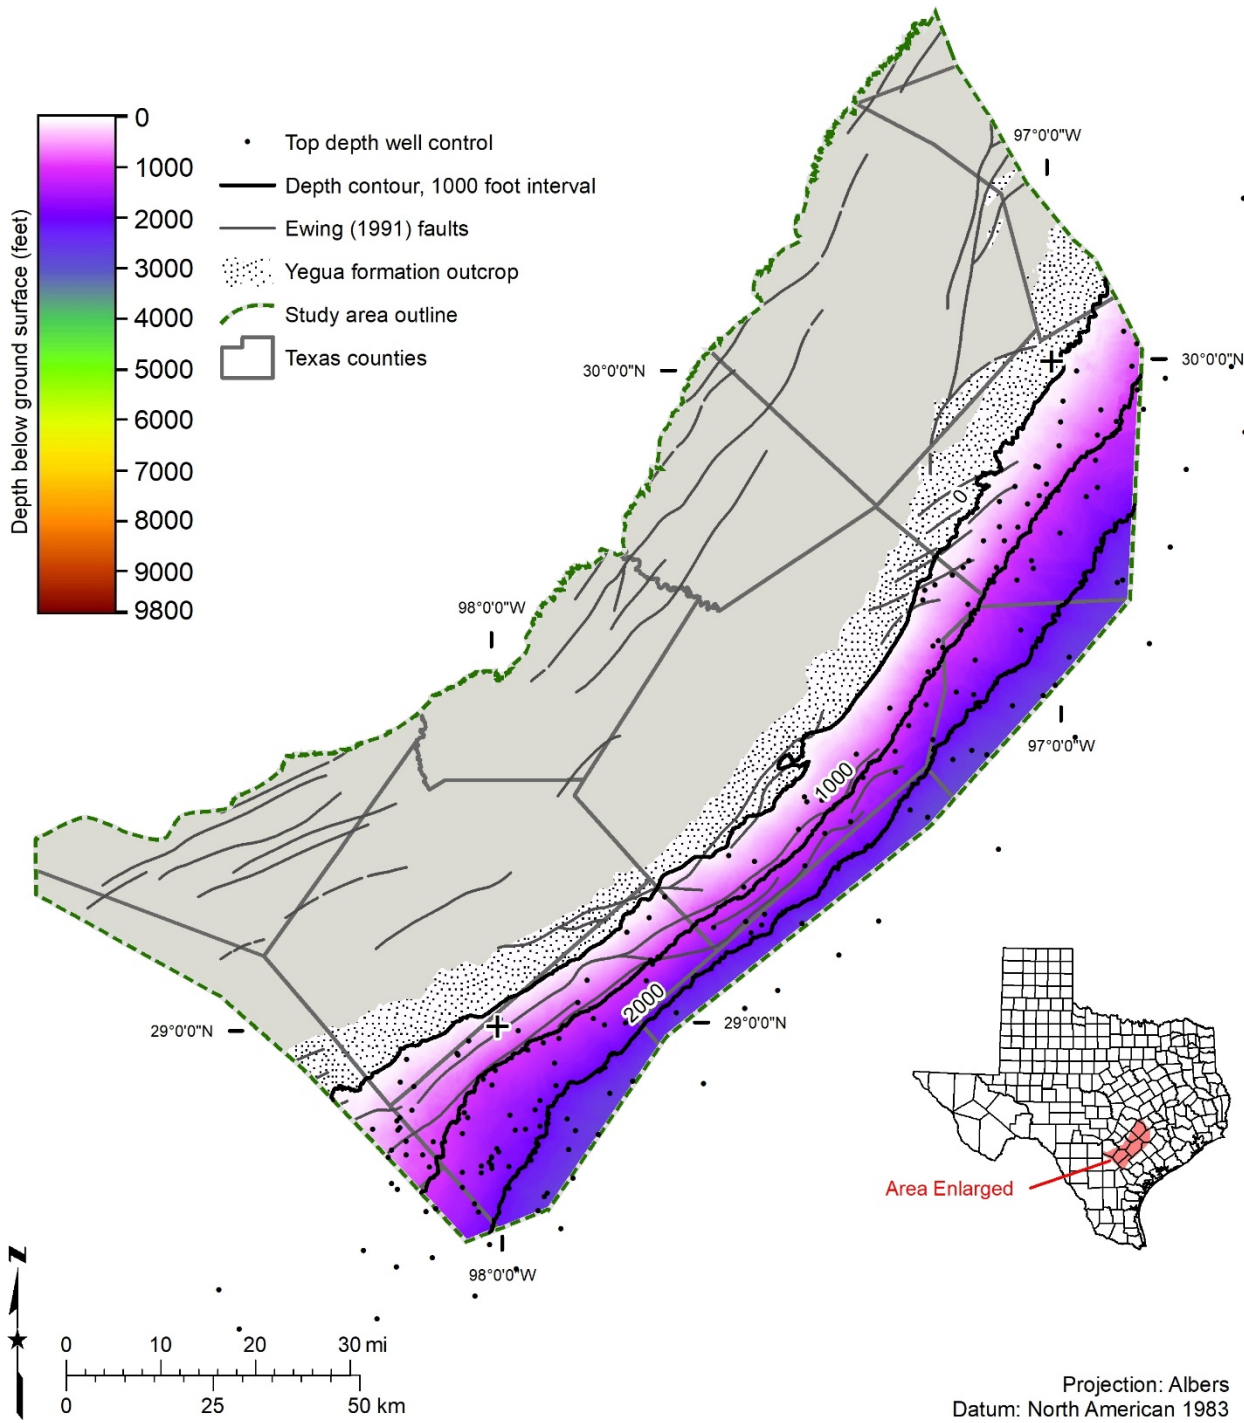 Depth below ground surface (feet)
0
1000
2000
3000
4000
5000
6000
7000
8000
9000
9800
Top depth well control
Depth contour, 1000 foot interval
Ewing (1991) faults
Yegua formation outcrop
Study area outline
Texas counties
97°0'0"W
30°0'0"N
30°0'0"N
0
98°0'0"W
97°0'0"W
1000
2000
29°0'0"N
29°0'0"N
Area Enlarged
98°0'0"W
N
0 10 20 30 mi
0 25 50 km
Projection: Albers
Datum: North American 1983